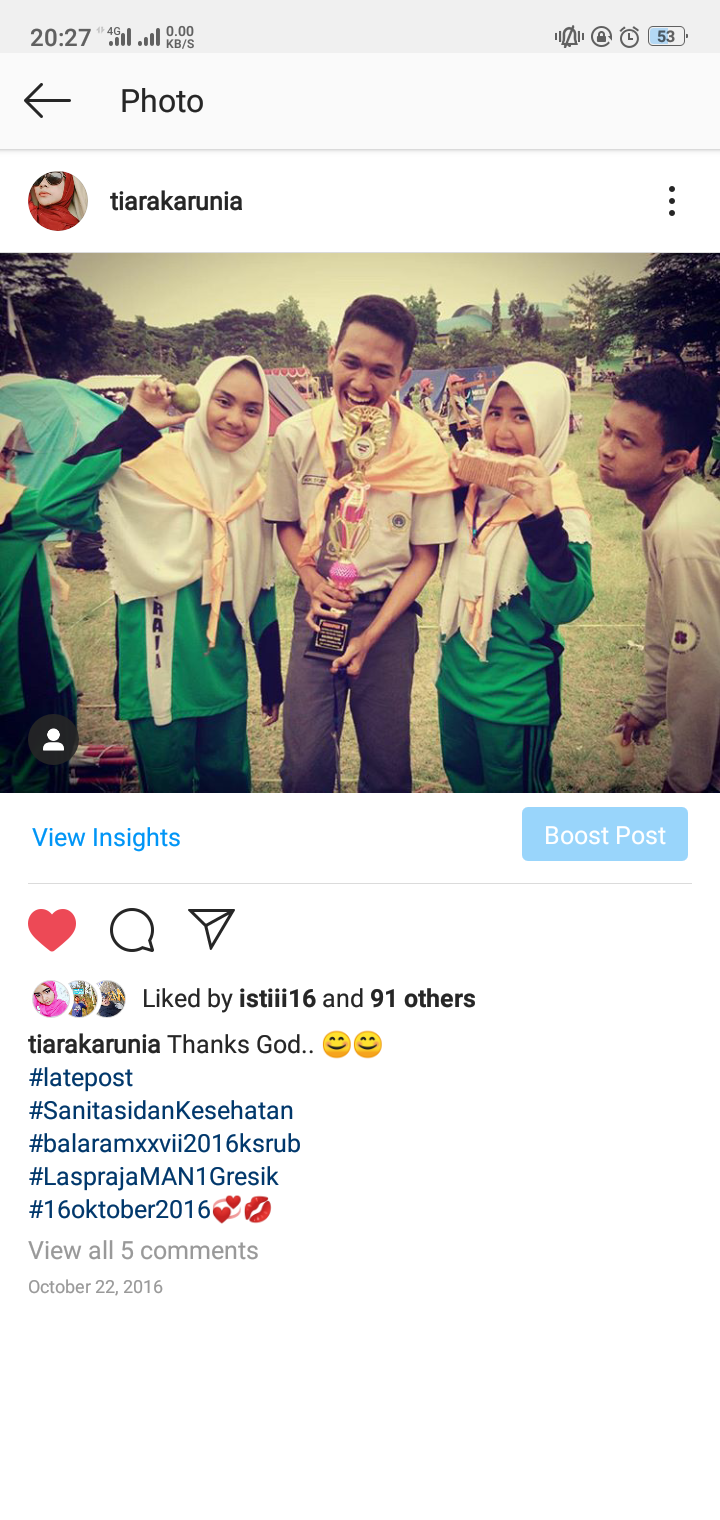 20:27 4G 0.00 KB/S 53
Photo
tiarakarunia
View Insights
Boost Post
Liked by istiii16 and 91 others
tiarakarunia Thanks God.. 😊😊
#latepost
#SanitasidanKesehatan
#balaramxxvii2016ksrub
#LasprajaMAN1Gresik
#16oktober2016💞💋
View all 5 comments
October 22, 2016